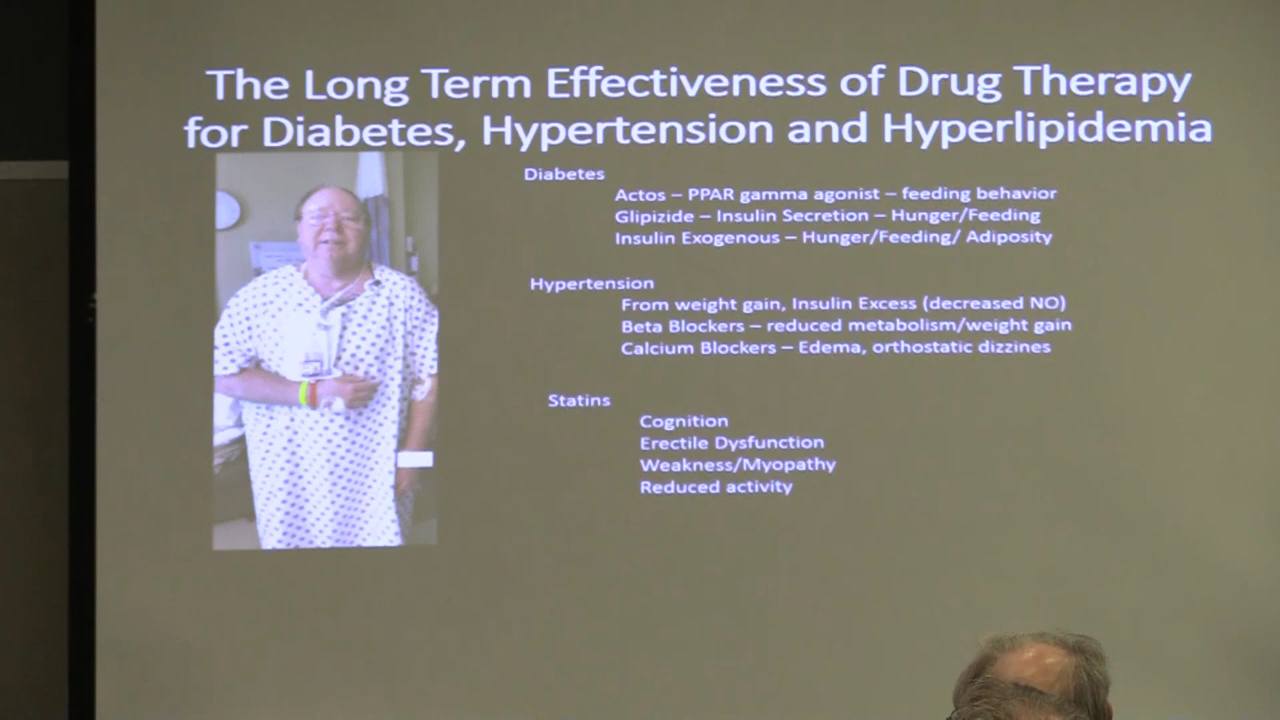 The Long Term Effectiveness of Drug Therapy
for Diabetes, Hypertension and Hyperlipidemia
Diabetes
Actos – PPAR gamma agonist – feeding behavior
Glipizide – Insulin Secretion – Hunger/Feeding
Insulin Exogenous – Hunger/Feeding/ Adiposity
Hypertension
From weight gain, Insulin Excess (decreased NO)
Beta Blockers – reduced metabolism/weight gain
Calcium Blockers – Edema, orthostatic dizzines
Statins
Cognition
Erectile Dysfunction
Weakness/Myopathy
Reduced activity